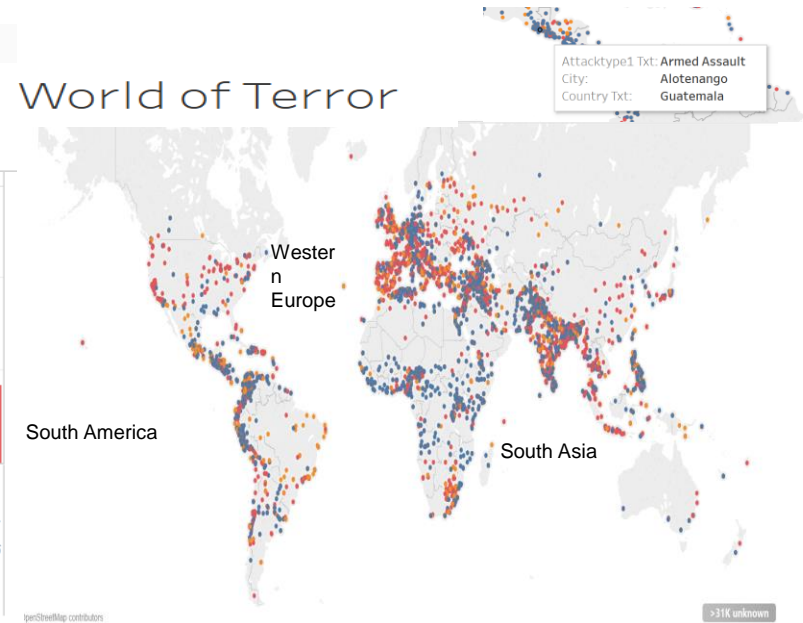 Attacktype1 Txt: Armed Assault
City: Alotenango
Country Txt: Guatemala
World of Terror
Wester
n
Europe
South America
South Asia
penStreetMap contributors
>31K unknown